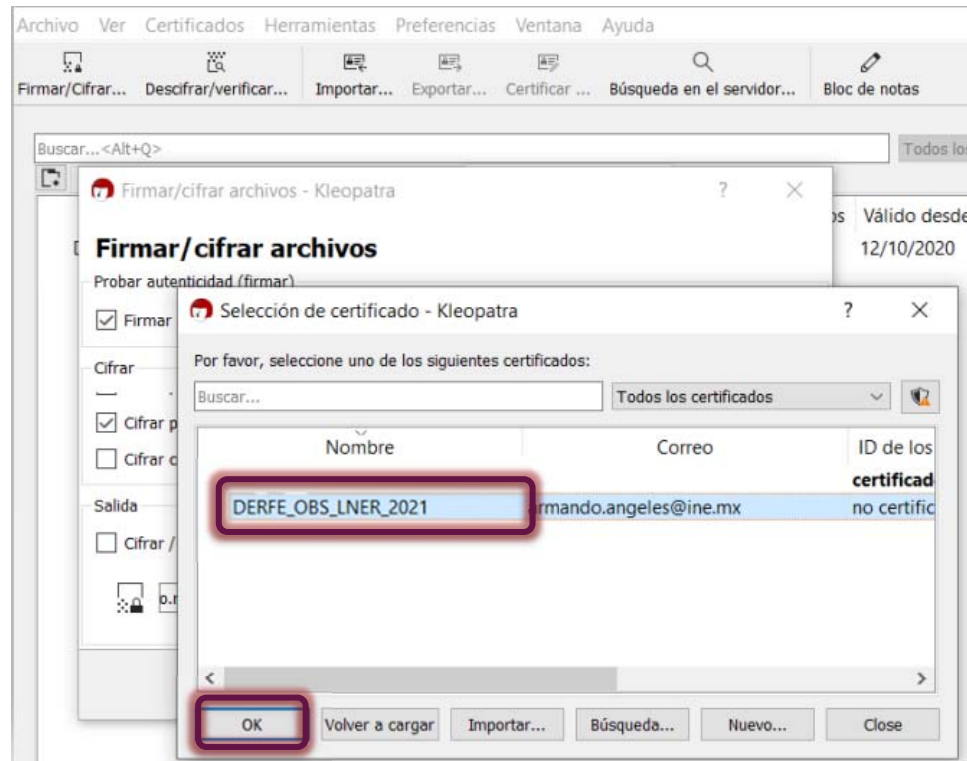 Archivo Ver Certificados Herramientas Preferencias Ventana Ayuda
Firmar/Cifrar... Descifrar/verificar... Importar... Exportar... Certificar ... Búsqueda en el servidor... Bloc de notas
Buscar...<Alt+Q> Todos los
Firmar/cifrar archivos - Kleopatra ? ×
os Válido desde
Firmar/cifrar archivos
12/10/2020
Probar autenticidad (firmar)
Selección de certificado - Kleopatra ? ×
Firmar
Por favor, seleccione uno de los siguientes certificados:
Cifrar
Buscar... Todos los certificados
Cifrar p
Nombre Correo ID de los
Cifrar c
certificad
Salida
DERFE_OBS_LNER_2021 armando.angeles@ine.mx no certific
Cifrar /
OK Volver a cargar Importar... Búsqueda... Nuevo... Close